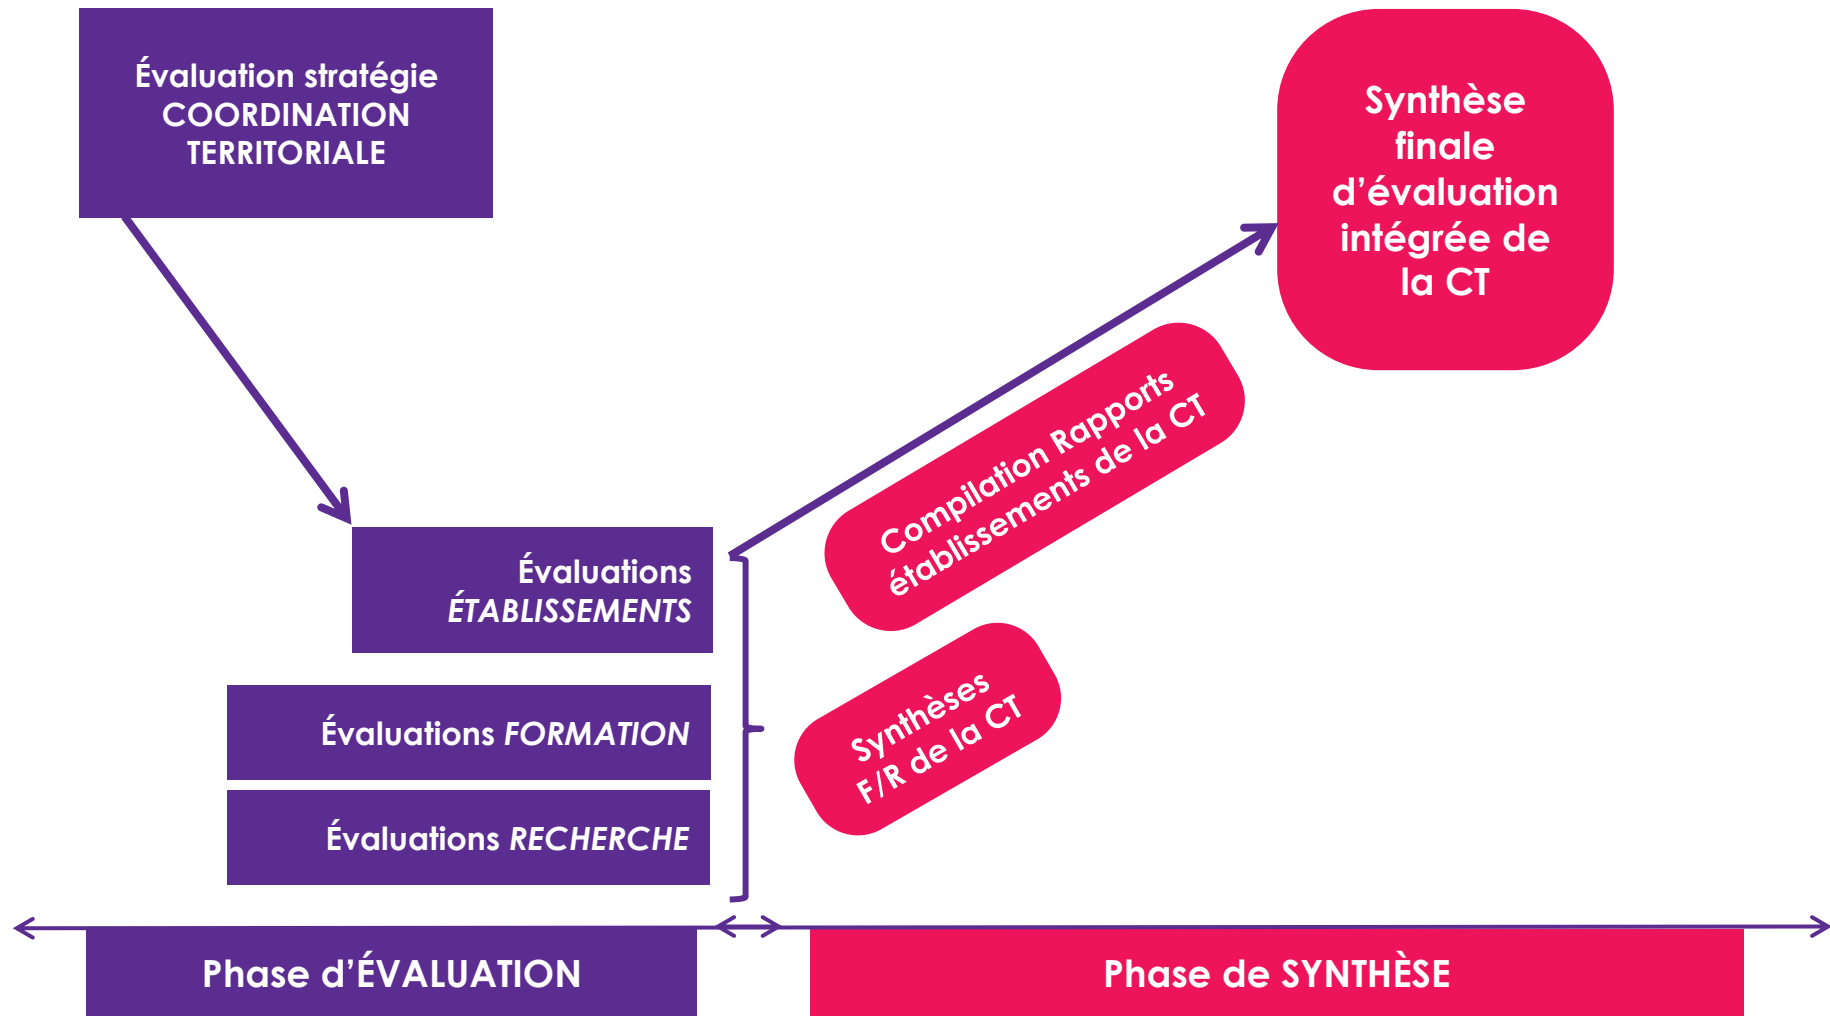 Évaluation stratégie
COORDINATION
TERRITORIALE
Synthèse
finale
d’évaluation
intégrée de
la CT
Compilation Rapports
établissements de la CT
Évaluations
ÉTABLISSEMENTS
Synthèses
F/R de la CT
Évaluations FORMATION
Évaluations RECHERCHE
Phase d’ÉVALUATION
Phase de SYNTHÈSE